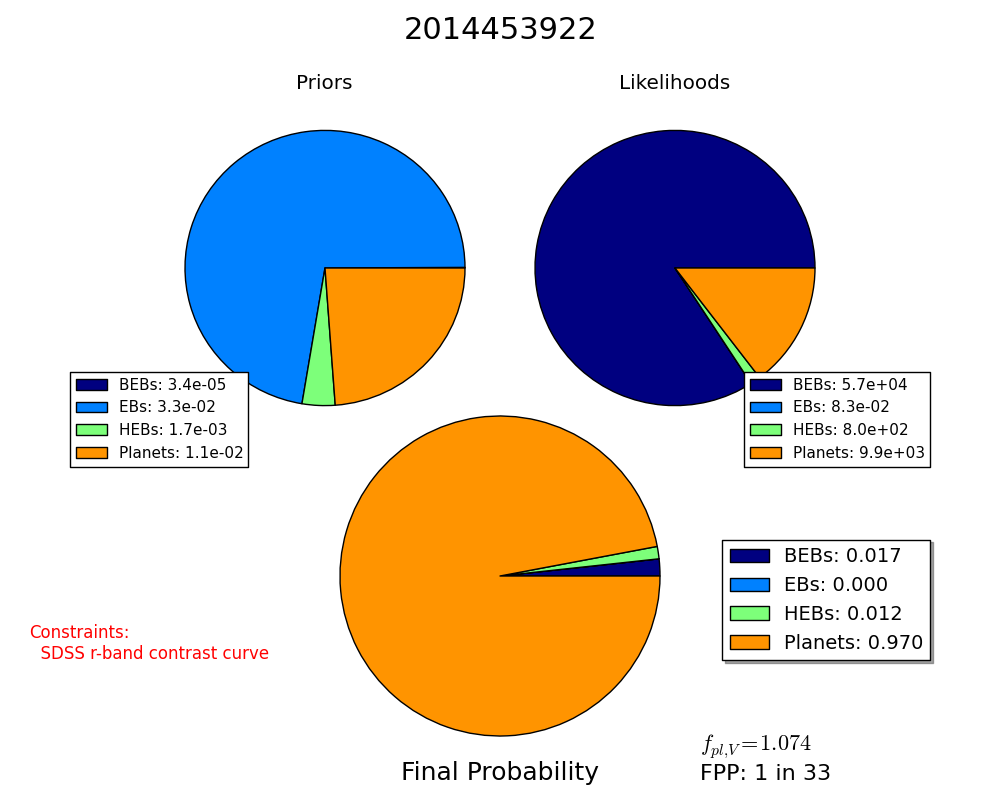 2014453922
Priors
Likelihoods
BEBs: 3.4e-05
EBs: 3.3e-02
HEBs: 1.7e-03
Planets: 1.1e-02
BEBs: 5.7e+04
EBs: 8.3e-02
HEBs: 8.0e+02
Planets: 9.9e+03
BEBs: 0.017
EBs: 0.000
HEBs: 0.012
Planets: 0.970
Constraints:
SDSS r-band contrast curve
f_{pl,V}=1.074
Final Probability
FPP: 1 in 33